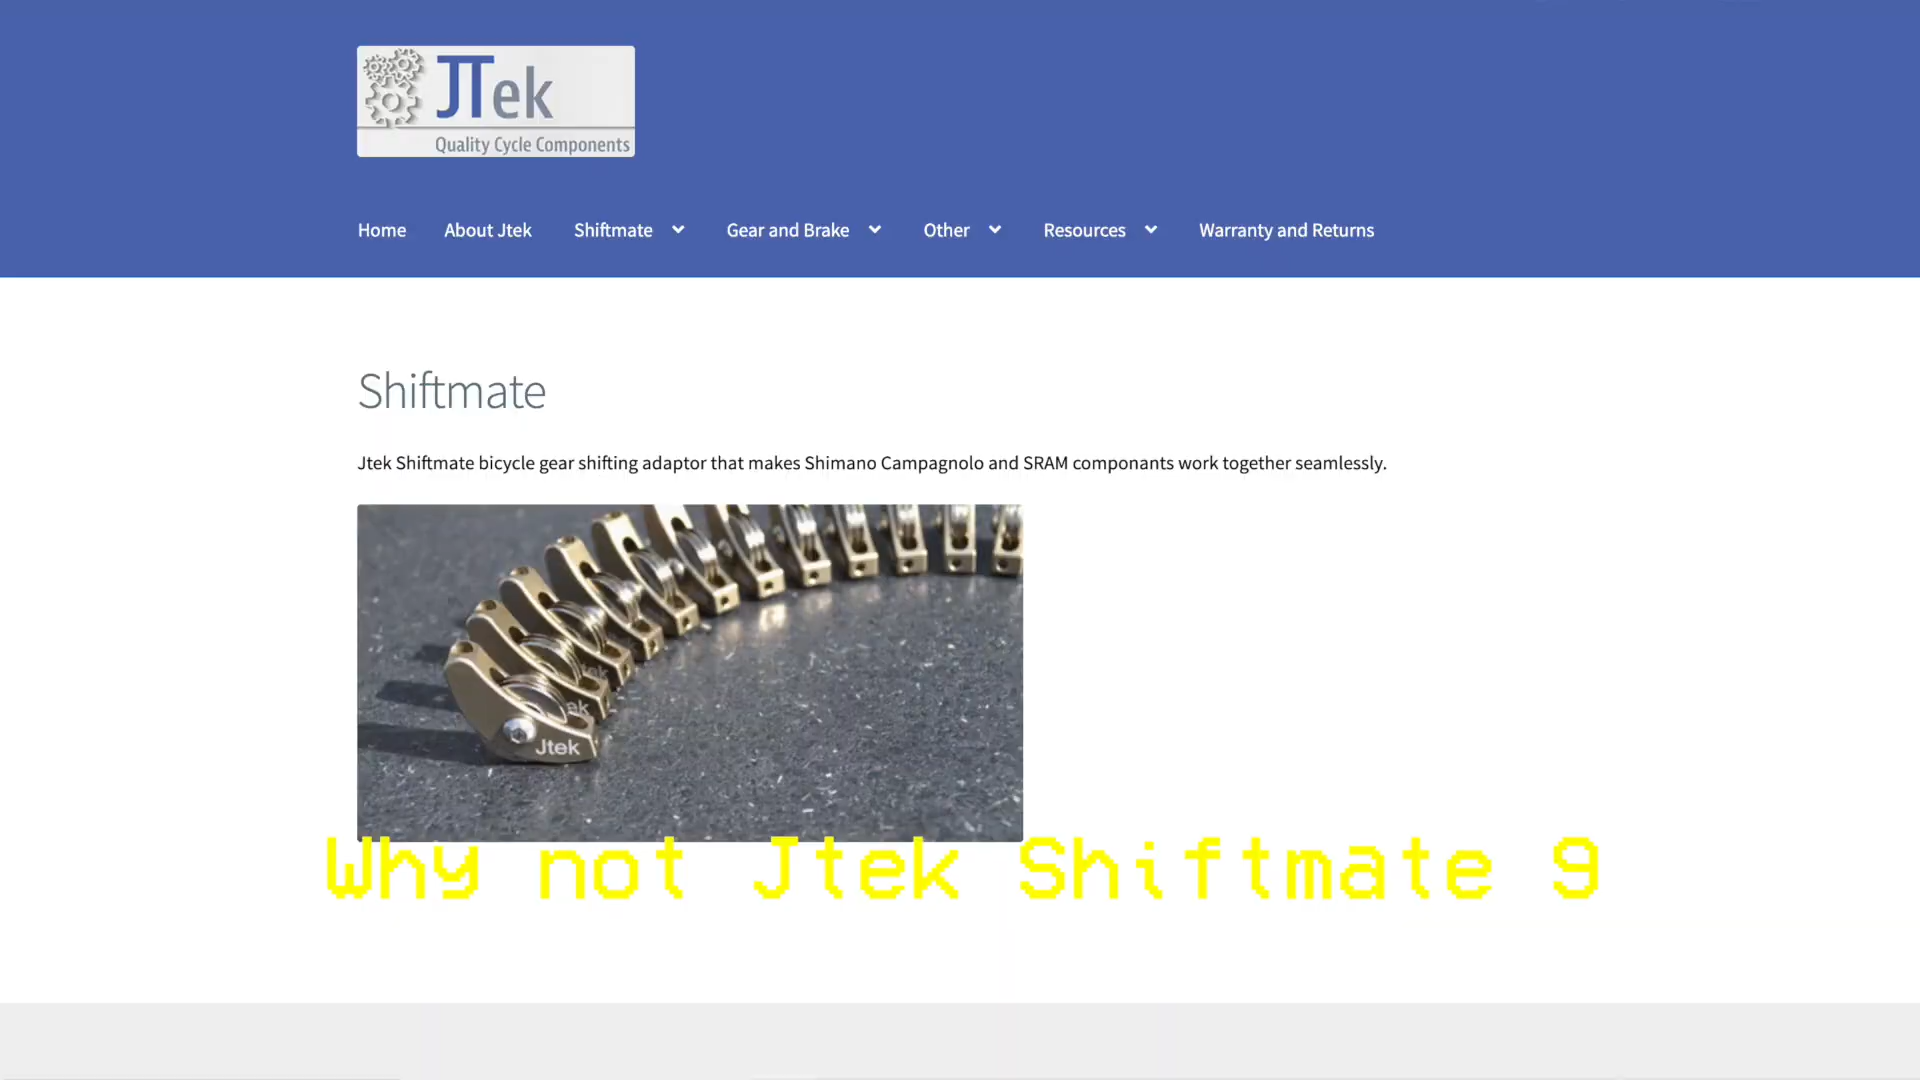 JTek
Quality Cycle Components
Home About Jtek Shiftmate Gear and Brake Other Resources Warranty and Returns
Shiftmate
Jtek Shiftmate bicycle gear shifting adaptor that makes Shimano Campagnolo and SRAM componants work together seamlessly.
ek
Jtek
Why not Jtek Shiftmate 9